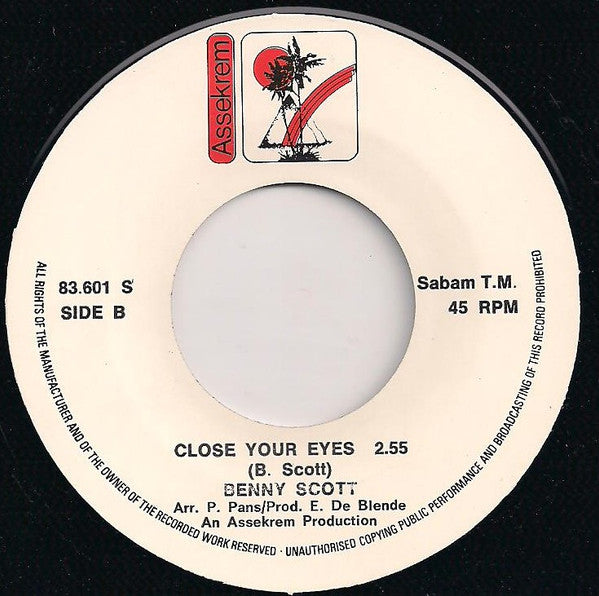 Assekrem
83.601 S
SIDE B
Sabam T.M.
45 RPM
CLOSE YOUR EYES 2.55
(B. Scott)
BENNY SCOTT
Arr. P. Pans/Prod. E. De Blende
An Assekrem Production
ALL RIGHTS OF THE MANUFACTURER AND OF THE OWNER OF THE RECORDED WORK RESERVED · UNAUTHORISED COPYING PUBLIC PERFORMANCE AND BROADCASTING OF THIS RECORD PROHIBITED